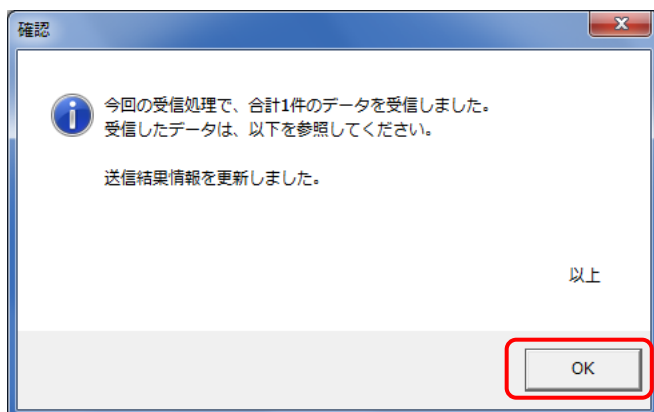 確認
今回の受信処理で、合計1件のデータを受信しました。
受信したデータは、以下を参照してください。
送信結果情報を更新しました。
以上
OK